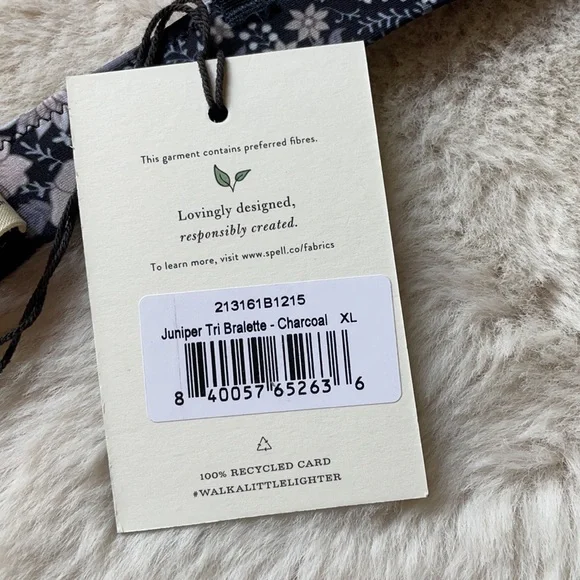 This garment contains preferred fibres.
Lovingly designed,
responsibly created.
To learn more, visit www.spell.co/fabrics
213161B1215
Juniper Tri Bralette - Charcoal XL
8 40057 65263 6
100% RECYCLED CARD
#WALKALITTLELIGHTER